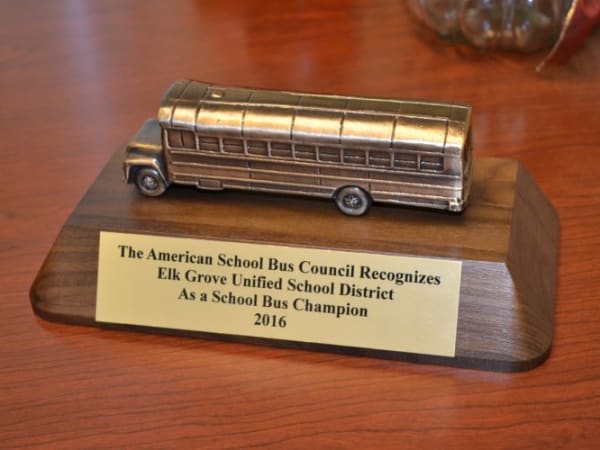 The American School Bus Council Recognizes
Elk Grove Unified School District
As a School Bus Champion
2016